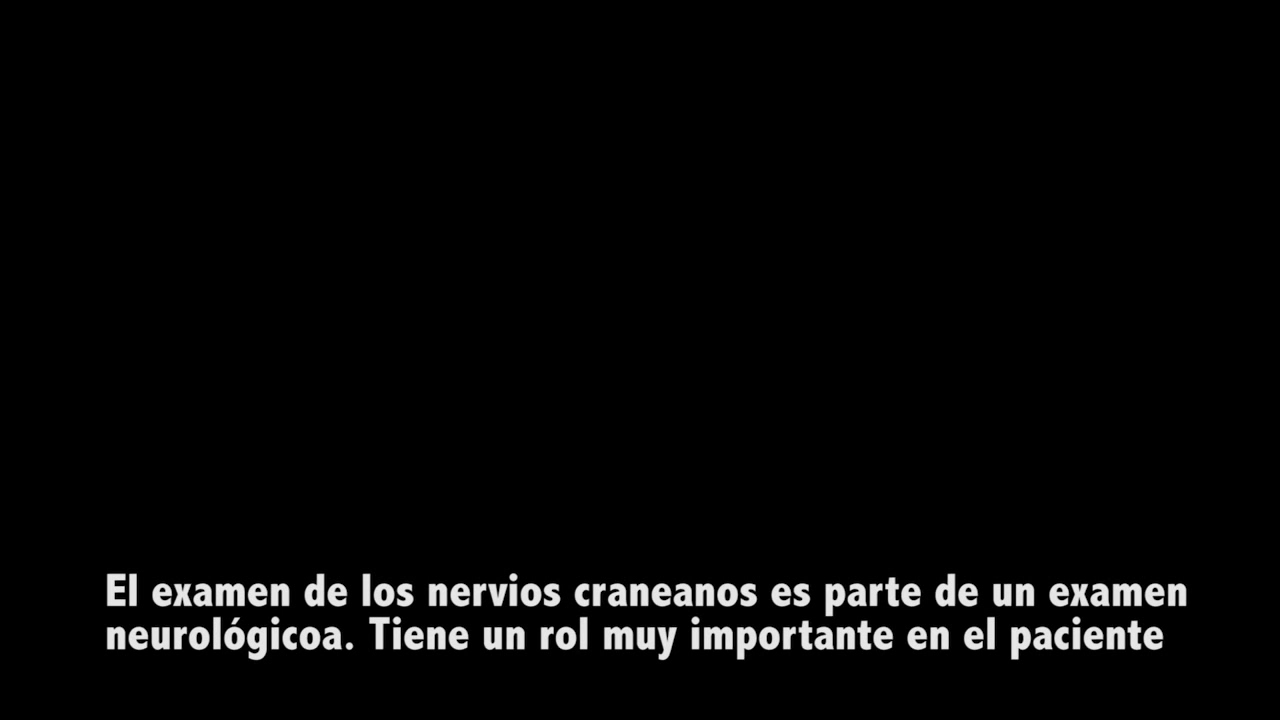 El examen de los nervios craneanos es parte de un examen
neurológicoa. Tiene un rol muy importante en el paciente